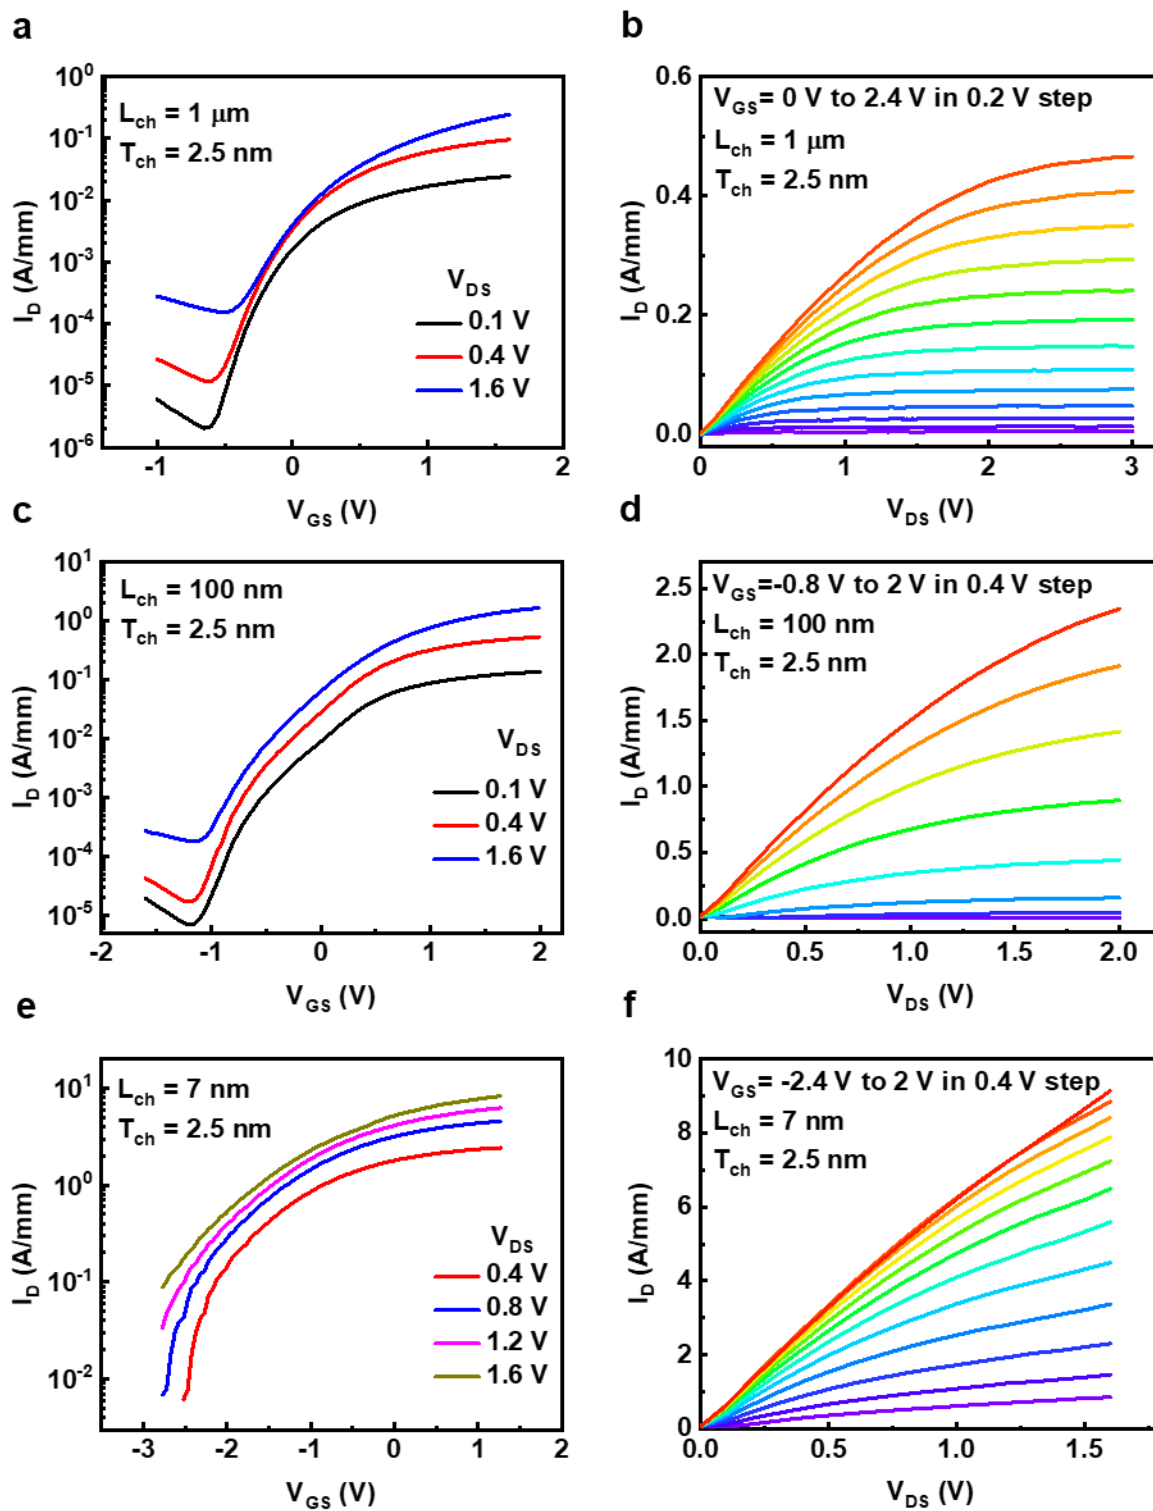 a
10⁰
10⁻¹
10⁻²
10⁻³
10⁻⁴
10⁻⁵
10⁻⁶
I_D (A/mm)
L_ch = 1 μm
T_ch = 2.5 nm
V_DS
0.1 V
0.4 V
1.6 V
-1 0 1 2
V_GS (V)
b
0.6
0.4
0.2
0.0
I_D (A/mm)
V_GS= 0 V to 2.4 V in 0.2 V step
L_ch = 1 μm
T_ch = 2.5 nm
0 1 2 3
V_DS (V)
c
10¹
10⁰
10⁻¹
10⁻²
10⁻³
10⁻⁴
10⁻⁵
I_D (A/mm)
L_ch = 100 nm
T_ch = 2.5 nm
V_DS
0.1 V
0.4 V
1.6 V
-2 -1 0 1 2
V_GS (V)
d
2.5
2.0
1.5
1.0
0.5
0.0
I_D (A/mm)
V_GS=-0.8 V to 2 V in 0.4 V step
L_ch = 100 nm
T_ch = 2.5 nm
0.0 0.5 1.0 1.5 2.0
V_DS (V)
e
10¹
10⁰
10⁻¹
10⁻²
I_D (A/mm)
L_ch = 7 nm
T_ch = 2.5 nm
V_DS
0.4 V
0.8 V
1.2 V
1.6 V
-3 -2 -1 0 1 2
V_GS (V)
f
10
8
6
4
2
0
I_D (A/mm)
V_GS= -2.4 V to 2 V in 0.4 V step
L_ch = 7 nm
T_ch = 2.5 nm
0.0 0.5 1.0 1.5
V_DS (V)